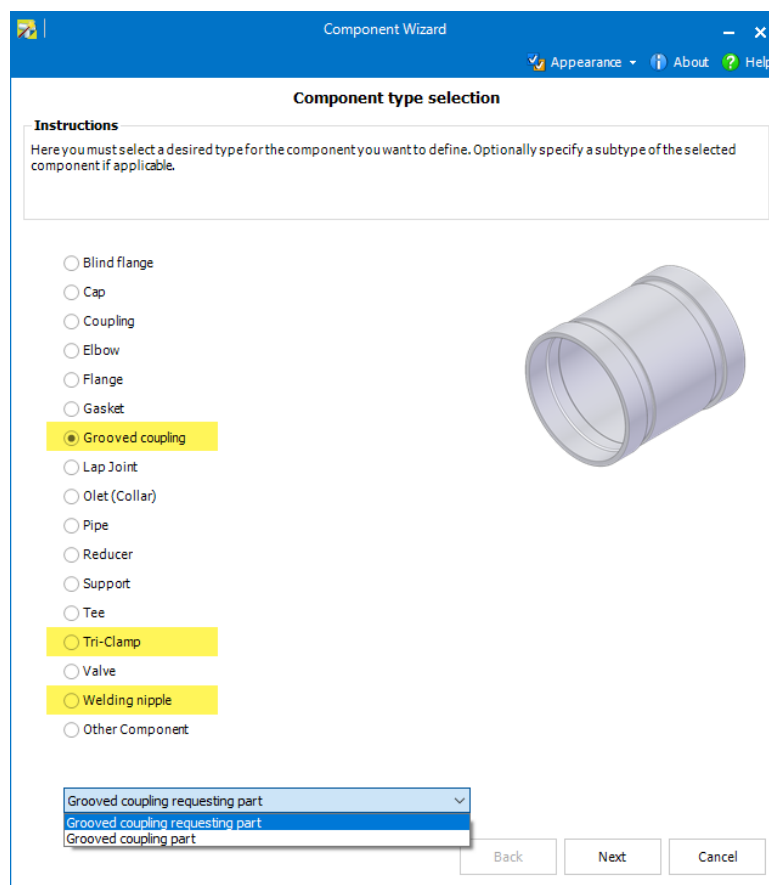 Component Wizard
Appearance
About
Help
Component type selection
Instructions
Here you must select a desired type for the component you want to define. Optionally specify a subtype of the selected
component if applicable.
Blind flange
Cap
Coupling
Elbow
Flange
Gasket
Grooved coupling
Lap Joint
Olet (Collar)
Pipe
Reducer
Support
Tee
Tri-Clamp
Valve
Welding nipple
Other Component
Grooved coupling requesting part
Grooved coupling requesting part
Grooved coupling part
Back
Next
Cancel